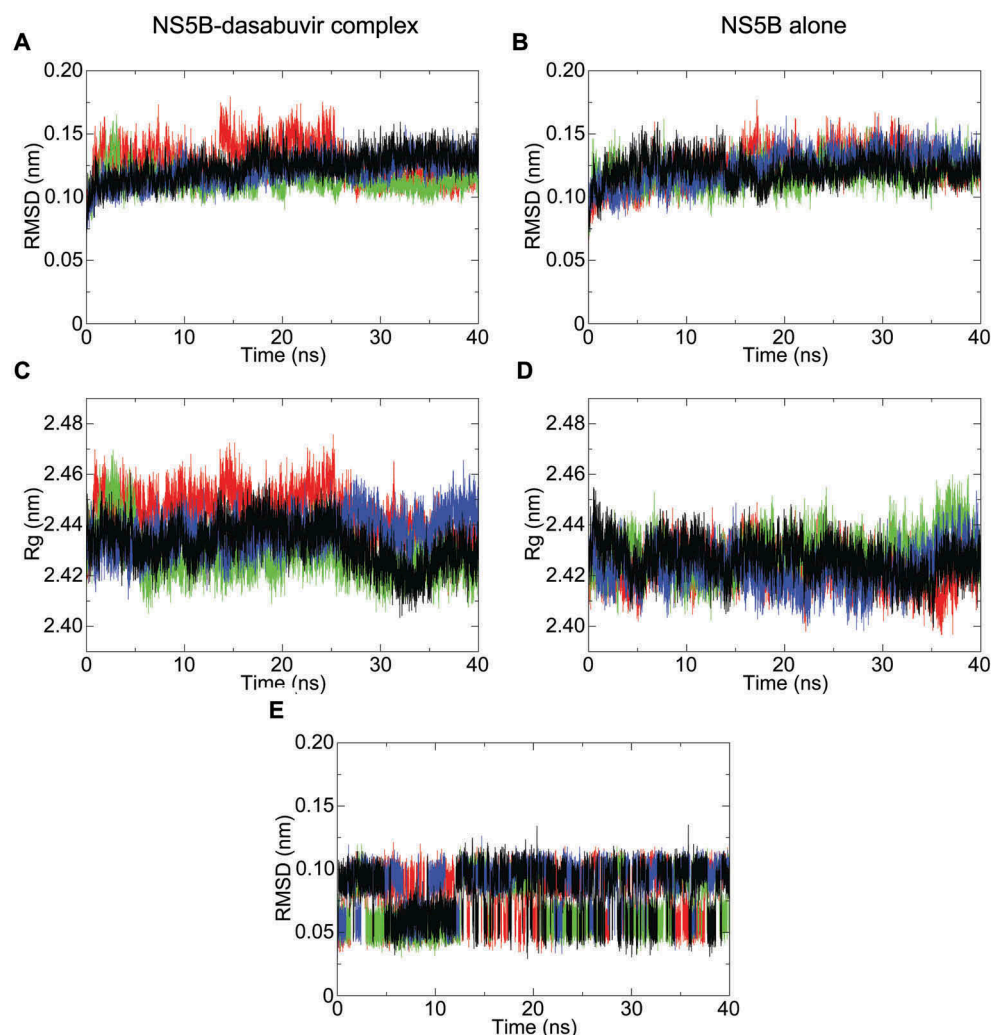 NS5B-dasabuvir complex
NS5B alone
A
0.20
0.15
0.10
0.05
0
RMSD (nm)
0 10 20 30 40
Time (ns)
B
0.20
0.15
0.10
0.05
0
RMSD (nm)
0 10 20 30 40
Time (ns)
C
2.48
2.46
2.44
2.42
2.40
Rg (nm)
0 10 20 30 40
Time (ns)
D
2.48
2.46
2.44
2.42
2.40
Rg (nm)
0 10 20 30 40
Time (ns)
E
0.20
0.15
0.10
0.05
0
RMSD (nm)
0 10 20 30 40
Time (ns)